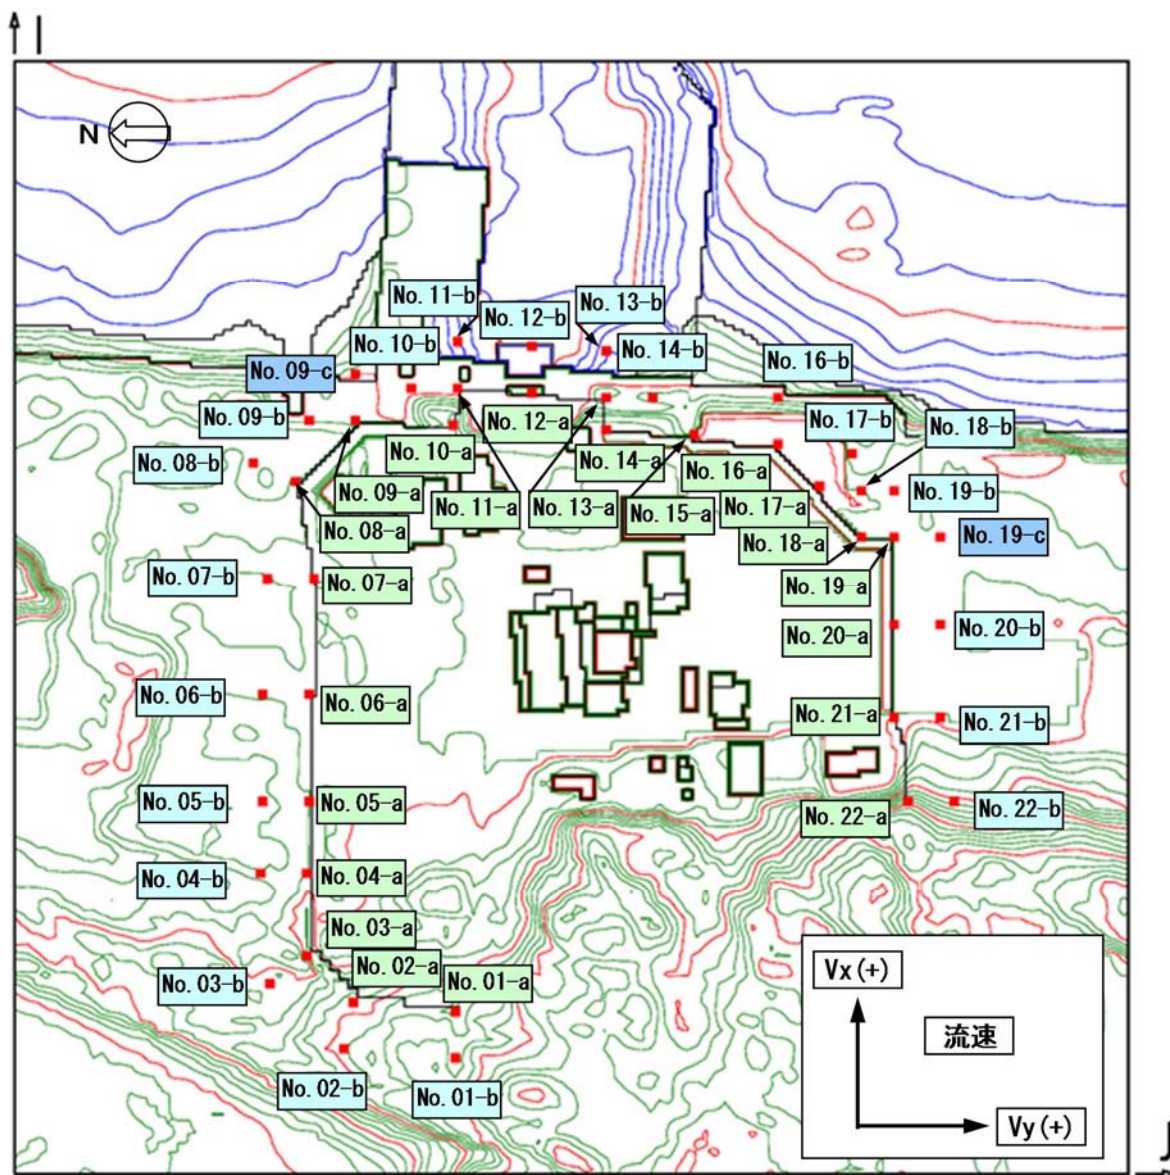 N
No. 11-b
No. 13-b
No. 12-b
No. 10-b
No. 14-b
No. 09-c
No. 16-b
No. 09-b
No. 12-a
No. 17-b
No. 18-b
No. 10-a
No. 14-a
No. 16-a
No. 08-b
No. 09-a
No. 11-a
No. 13-a
No. 15-a
No. 17-a
No. 19-b
No. 08-a
No. 18-a
No. 19-c
No. 07-b
No. 07-a
No. 19-a
No. 20-a
No. 20-b
No. 06-b
No. 06-a
No. 21-a
No. 21-b
No. 05-b
No. 05-a
No. 22-a
No. 22-b
No. 04-b
No. 04-a
No. 03-a
No. 02-a
No. 03-b
No. 01-a
Vx(+)
流速
No. 02-b
No. 01-b
Vy(+)